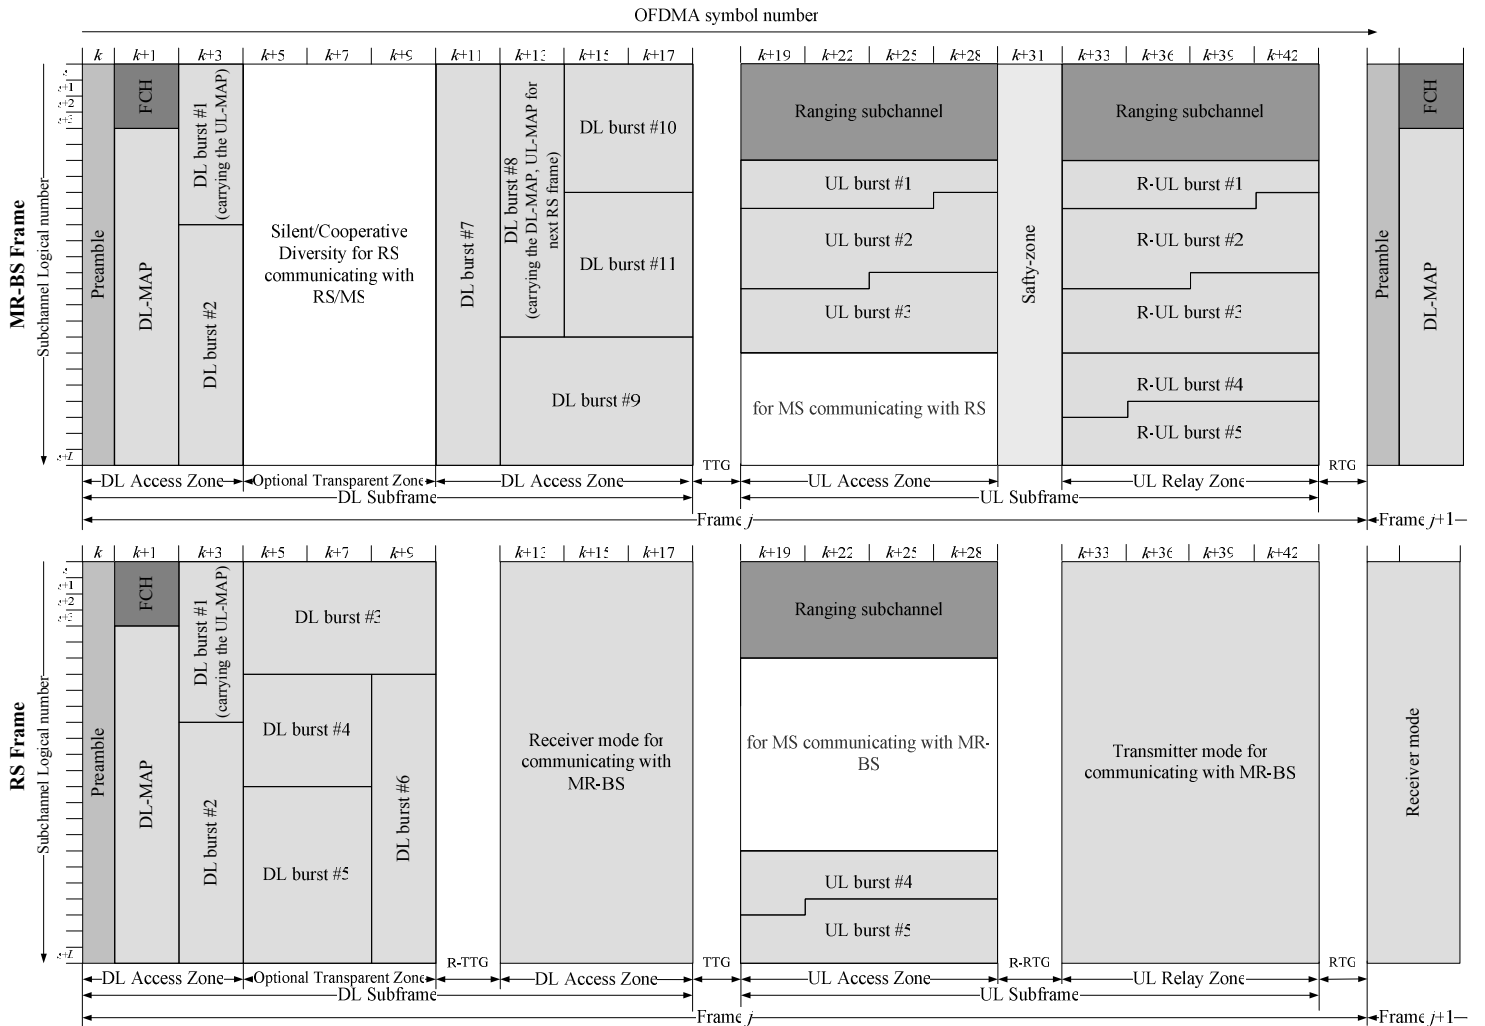 OFDMA symbol number
k k+1 k+3 k+5 k+7 k+9 k+11 k+13 k+15 k+17 k+19 k+22 k+25 k+28 k+31 k+33 k+36 k+39 k+42
MR-BS Frame
Subchannel Logical number
Preamble
FCH
DL-MAP
DL burst #1
(carrying the UL-MAP)
DL burst #2
Silent/Cooperative
Diversity for RS
communicating with
RS/MS
DL burst #7
DL burst #8
(carrying the DL-MAP, UL-MAP for
next RS frame)
DL burst #10
DL burst #11
DL burst #9
Ranging subchannel
UL burst #1
UL burst #2
UL burst #3
for MS communicating with RS
Safty-zone
Ranging subchannel
R-UL burst #1
R-UL burst #2
R-UL burst #3
R-UL burst #4
R-UL burst #5
Preamble
FCH
DL-MAP
TTG
RTG
DL Access Zone
Optional Transparent Zone
DL Access Zone
UL Access Zone
UL Relay Zone
DL Subframe
UL Subframe
Frame j
Frame j+1
k k+1 k+3 k+5 k+7 k+9 k+13 k+15 k+17 k+19 k+22 k+25 k+28 k+33 k+36 k+39 k+42
RS Frame
Subchannel Logical number
Preamble
FCH
DL-MAP
DL burst #1
(carrying the UL-MAP)
DL burst #2
DL burst #3
DL burst #4
DL burst #5
DL burst #6
Receiver mode for
communicating with
MR-BS
Ranging subchannel
for MS communicating with MR-
BS
UL burst #4
UL burst #5
Transmitter mode for
communicating with MR-BS
Receiver mode
R-TTG
TTG
R-RTG
RTG
DL Access Zone
Optional Transparent Zone
DL Access Zone
UL Access Zone
UL Relay Zone
DL Subframe
UL Subframe
Frame j
Frame j+1